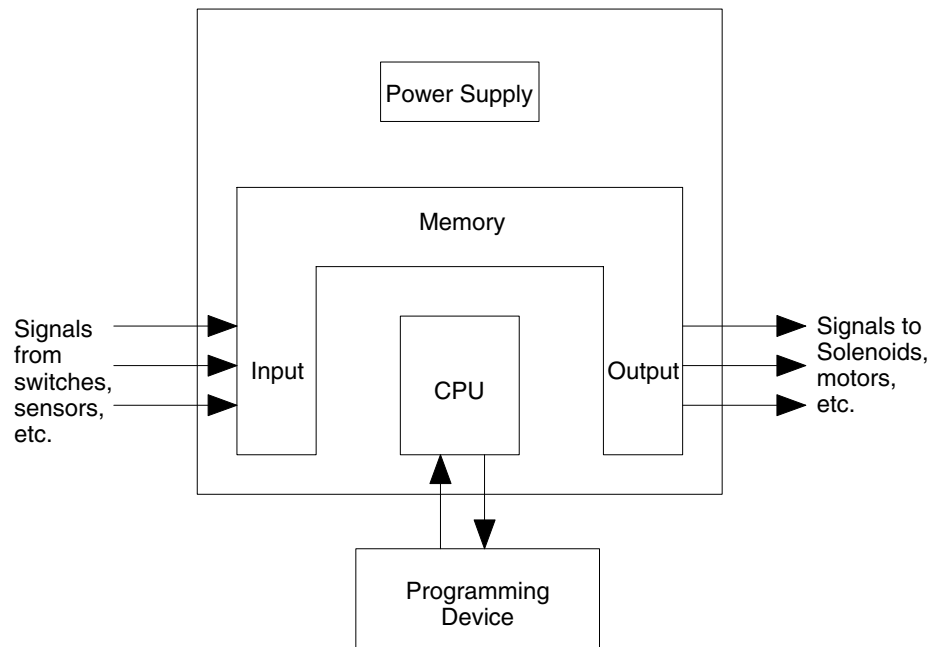 Power Supply
Memory
Signals
from
switches,
sensors,
etc.
Input
CPU
Output
Signals to
Solenoids,
motors,
etc.
Programming
Device